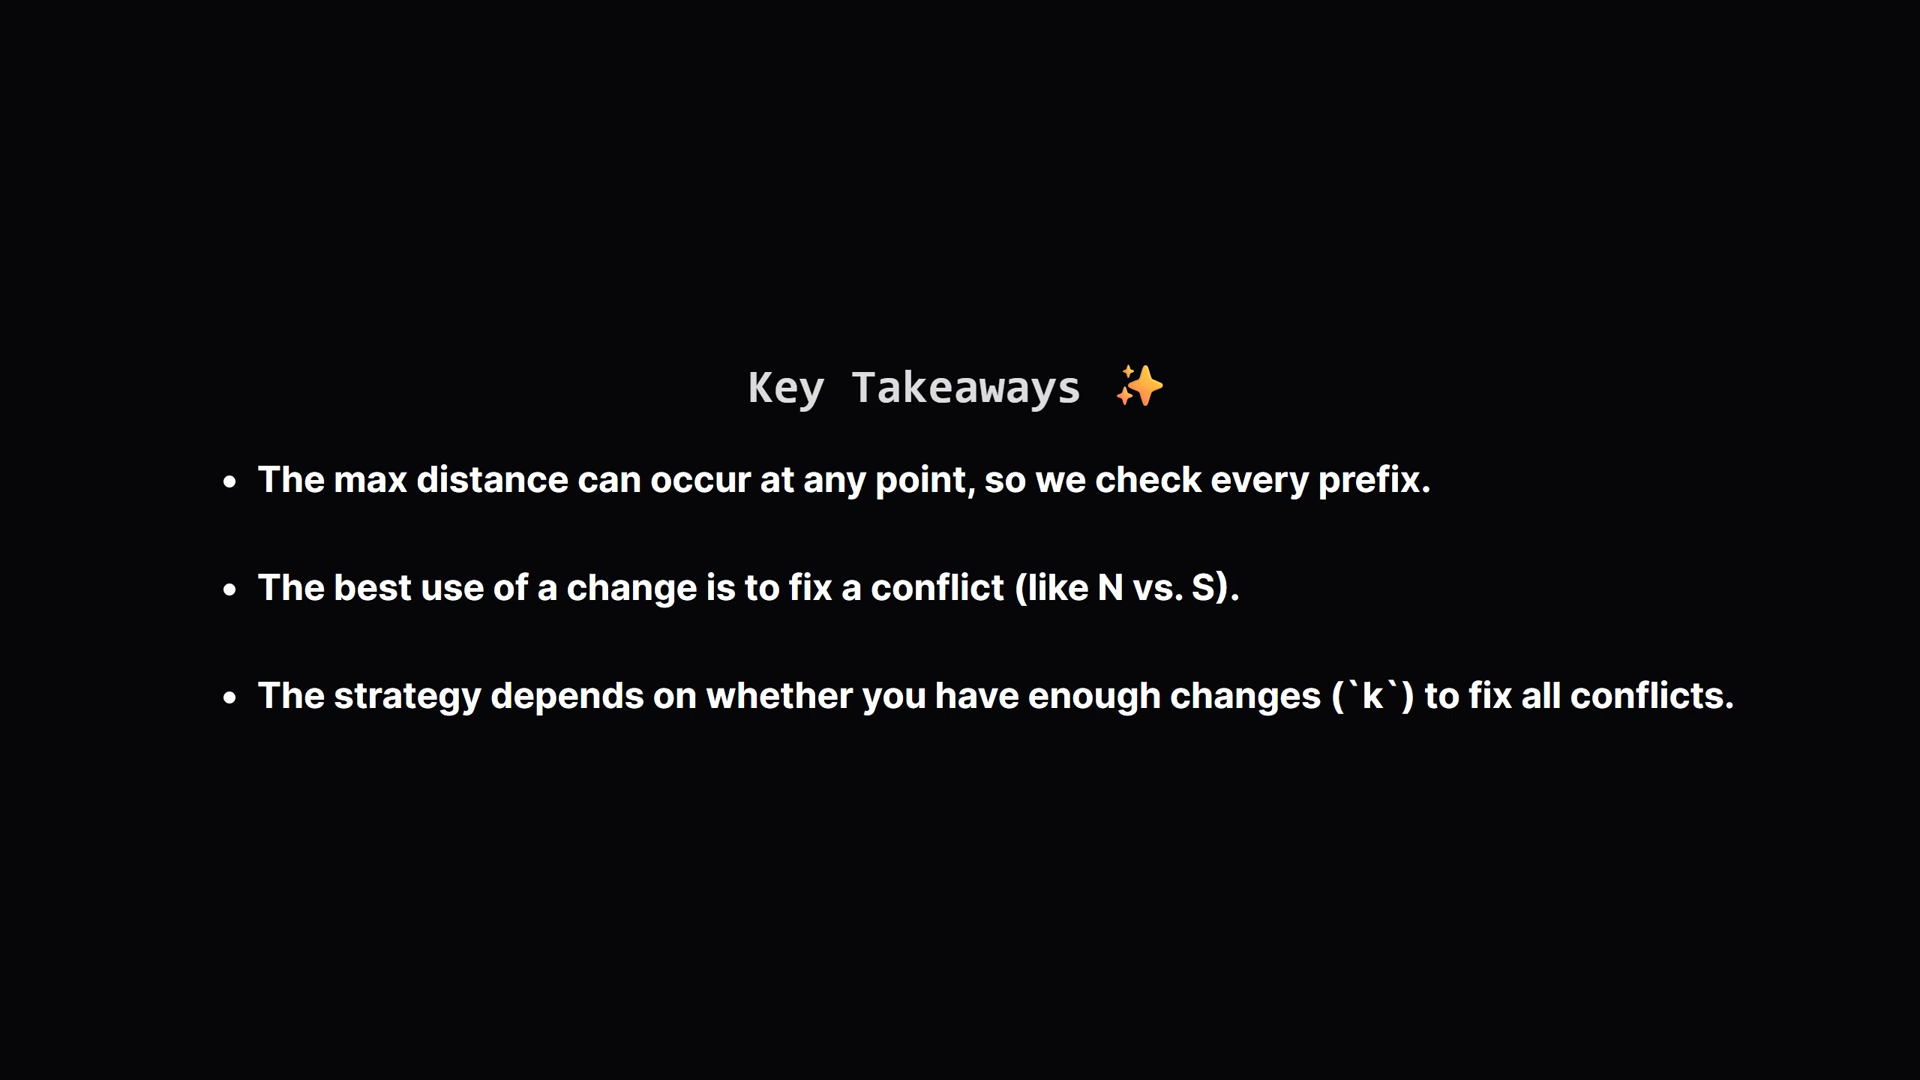 Key Takeaways ✨
• The max distance can occur at any point, so we check every prefix.
• The best use of a change is to fix a conflict (like N vs. S).
• The strategy depends on whether you have enough changes (`k`) to fix all conflicts.